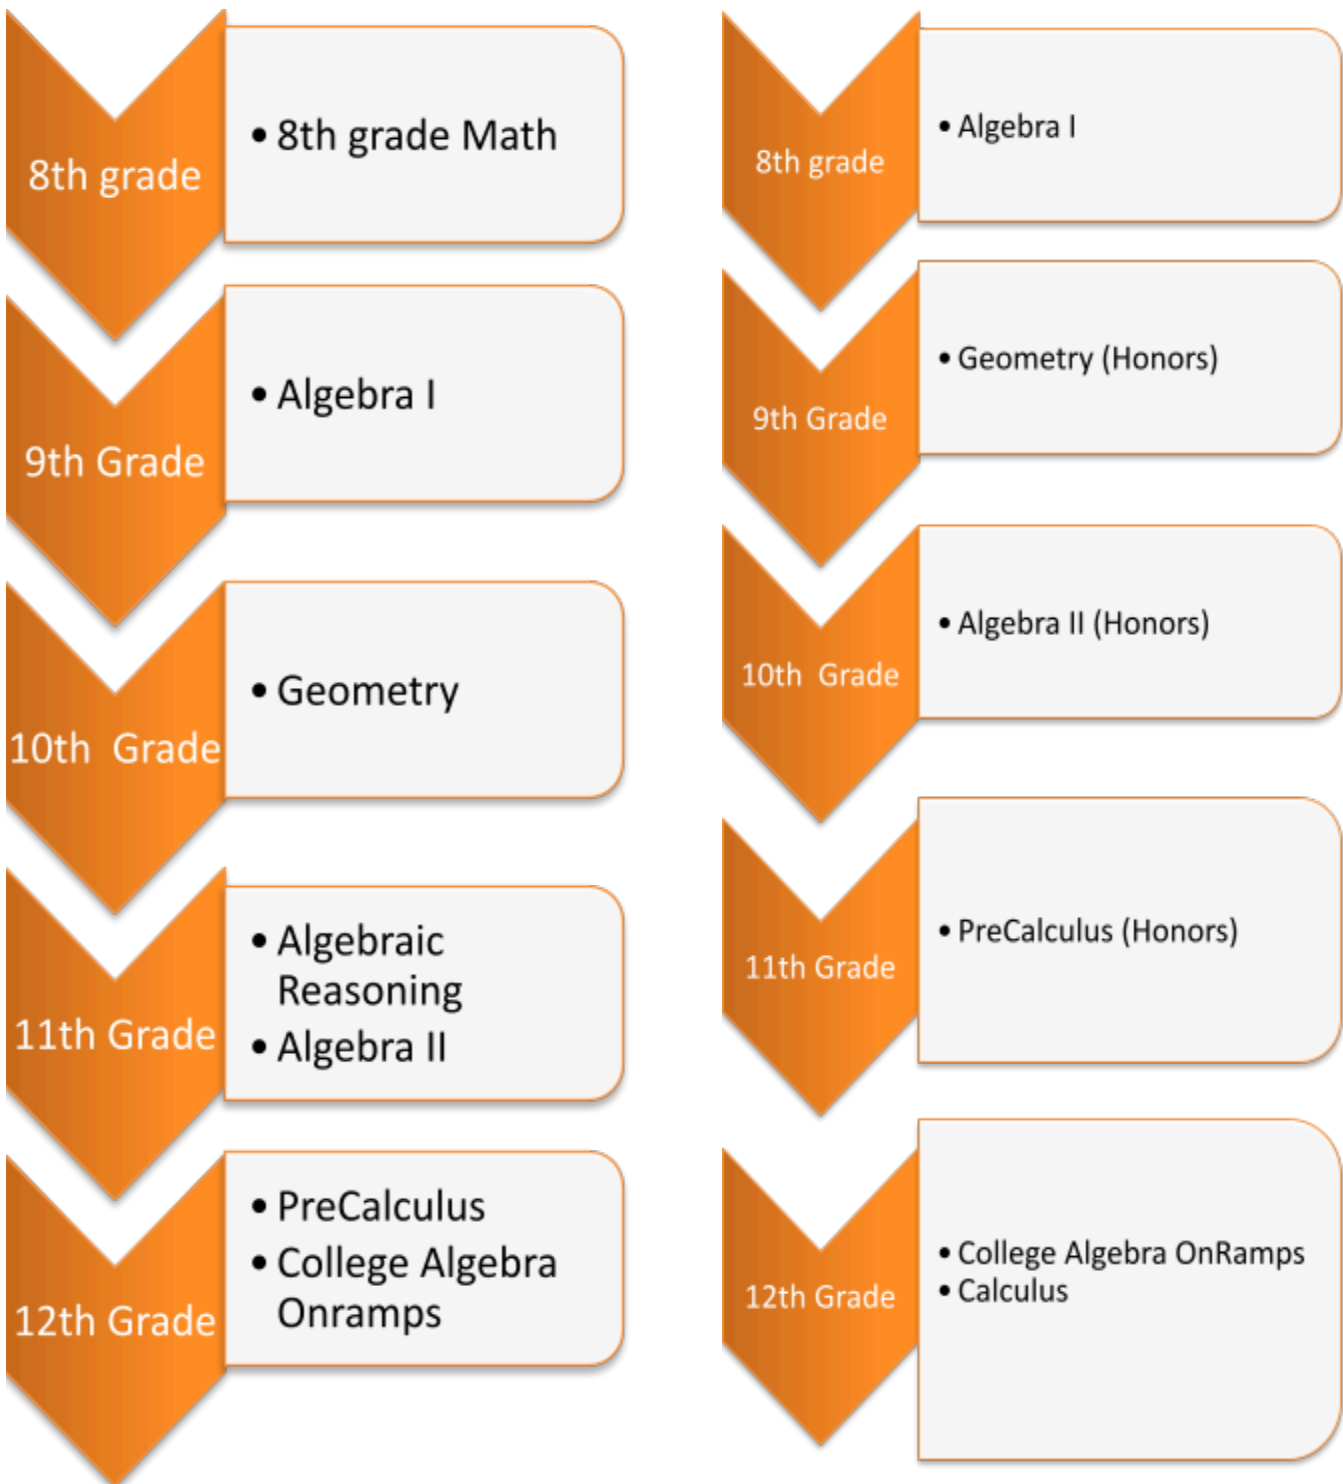 8th grade
• 8th grade Math
9th Grade
• Algebra I
10th  Grade
• Geometry
11th Grade
• Algebraic
Reasoning
• Algebra II
12th Grade
• PreCalculus
• College Algebra
Onramps
8th grade
• Algebra I
9th Grade
• Geometry (Honors)
10th  Grade
• Algebra II (Honors)
11th Grade
• PreCalculus (Honors)
12th Grade
• College Algebra OnRamps
• Calculus